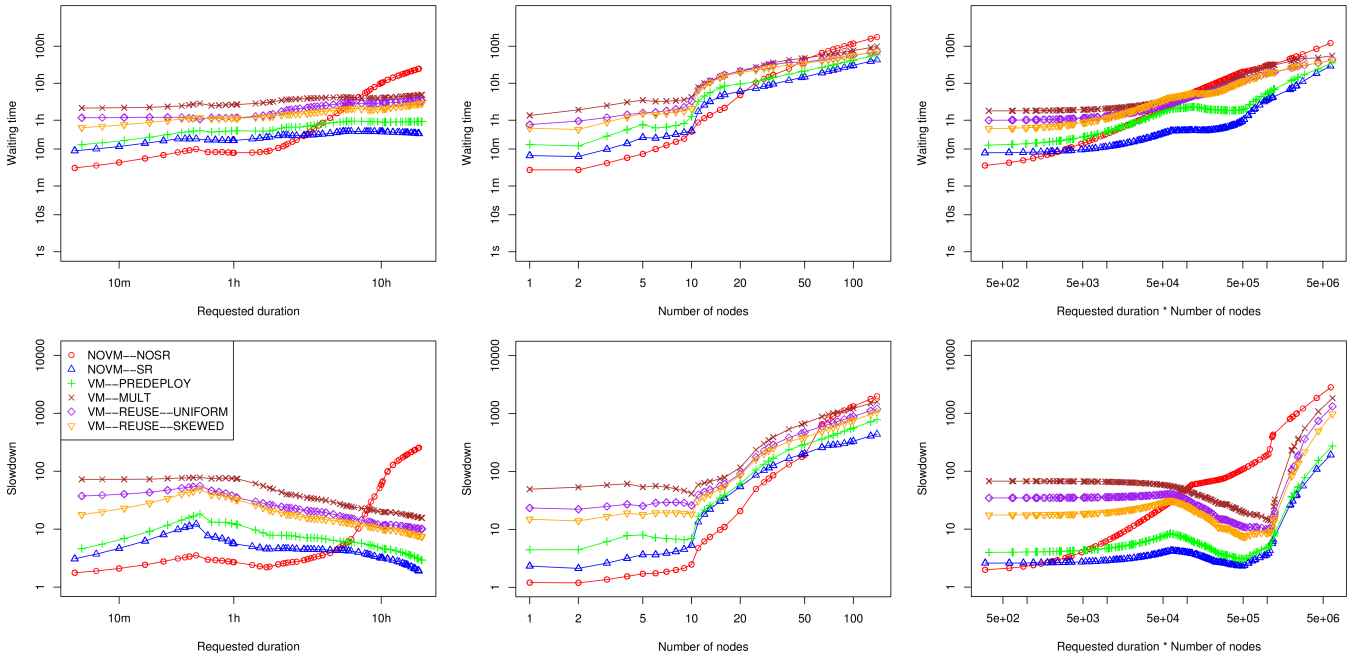 Waiting time
100h
10h
1h
10m
1m
10s
1s
10m
1h
10h
Requested duration
Waiting time
100h
10h
1h
10m
1m
10s
1s
1
2
5
10
20
50
100
Number of nodes
Waiting time
100h
10h
1h
10m
1m
10s
1s
5e+02
5e+03
5e+04
5e+05
5e+06
Requested duration * Number of nodes
Slowdown
10000
1000
100
10
1
NOVM--NOSR
NOVM--SR
VM--PREDEPLOY
VM--MULT
VM--REUSE--UNIFORM
VM--REUSE--SKEWED
10m
1h
10h
Requested duration
Slowdown
10000
1000
100
10
1
1
2
5
10
20
50
100
Number of nodes
Slowdown
10000
1000
100
10
1
5e+02
5e+03
5e+04
5e+05
5e+06
Requested duration * Number of nodes